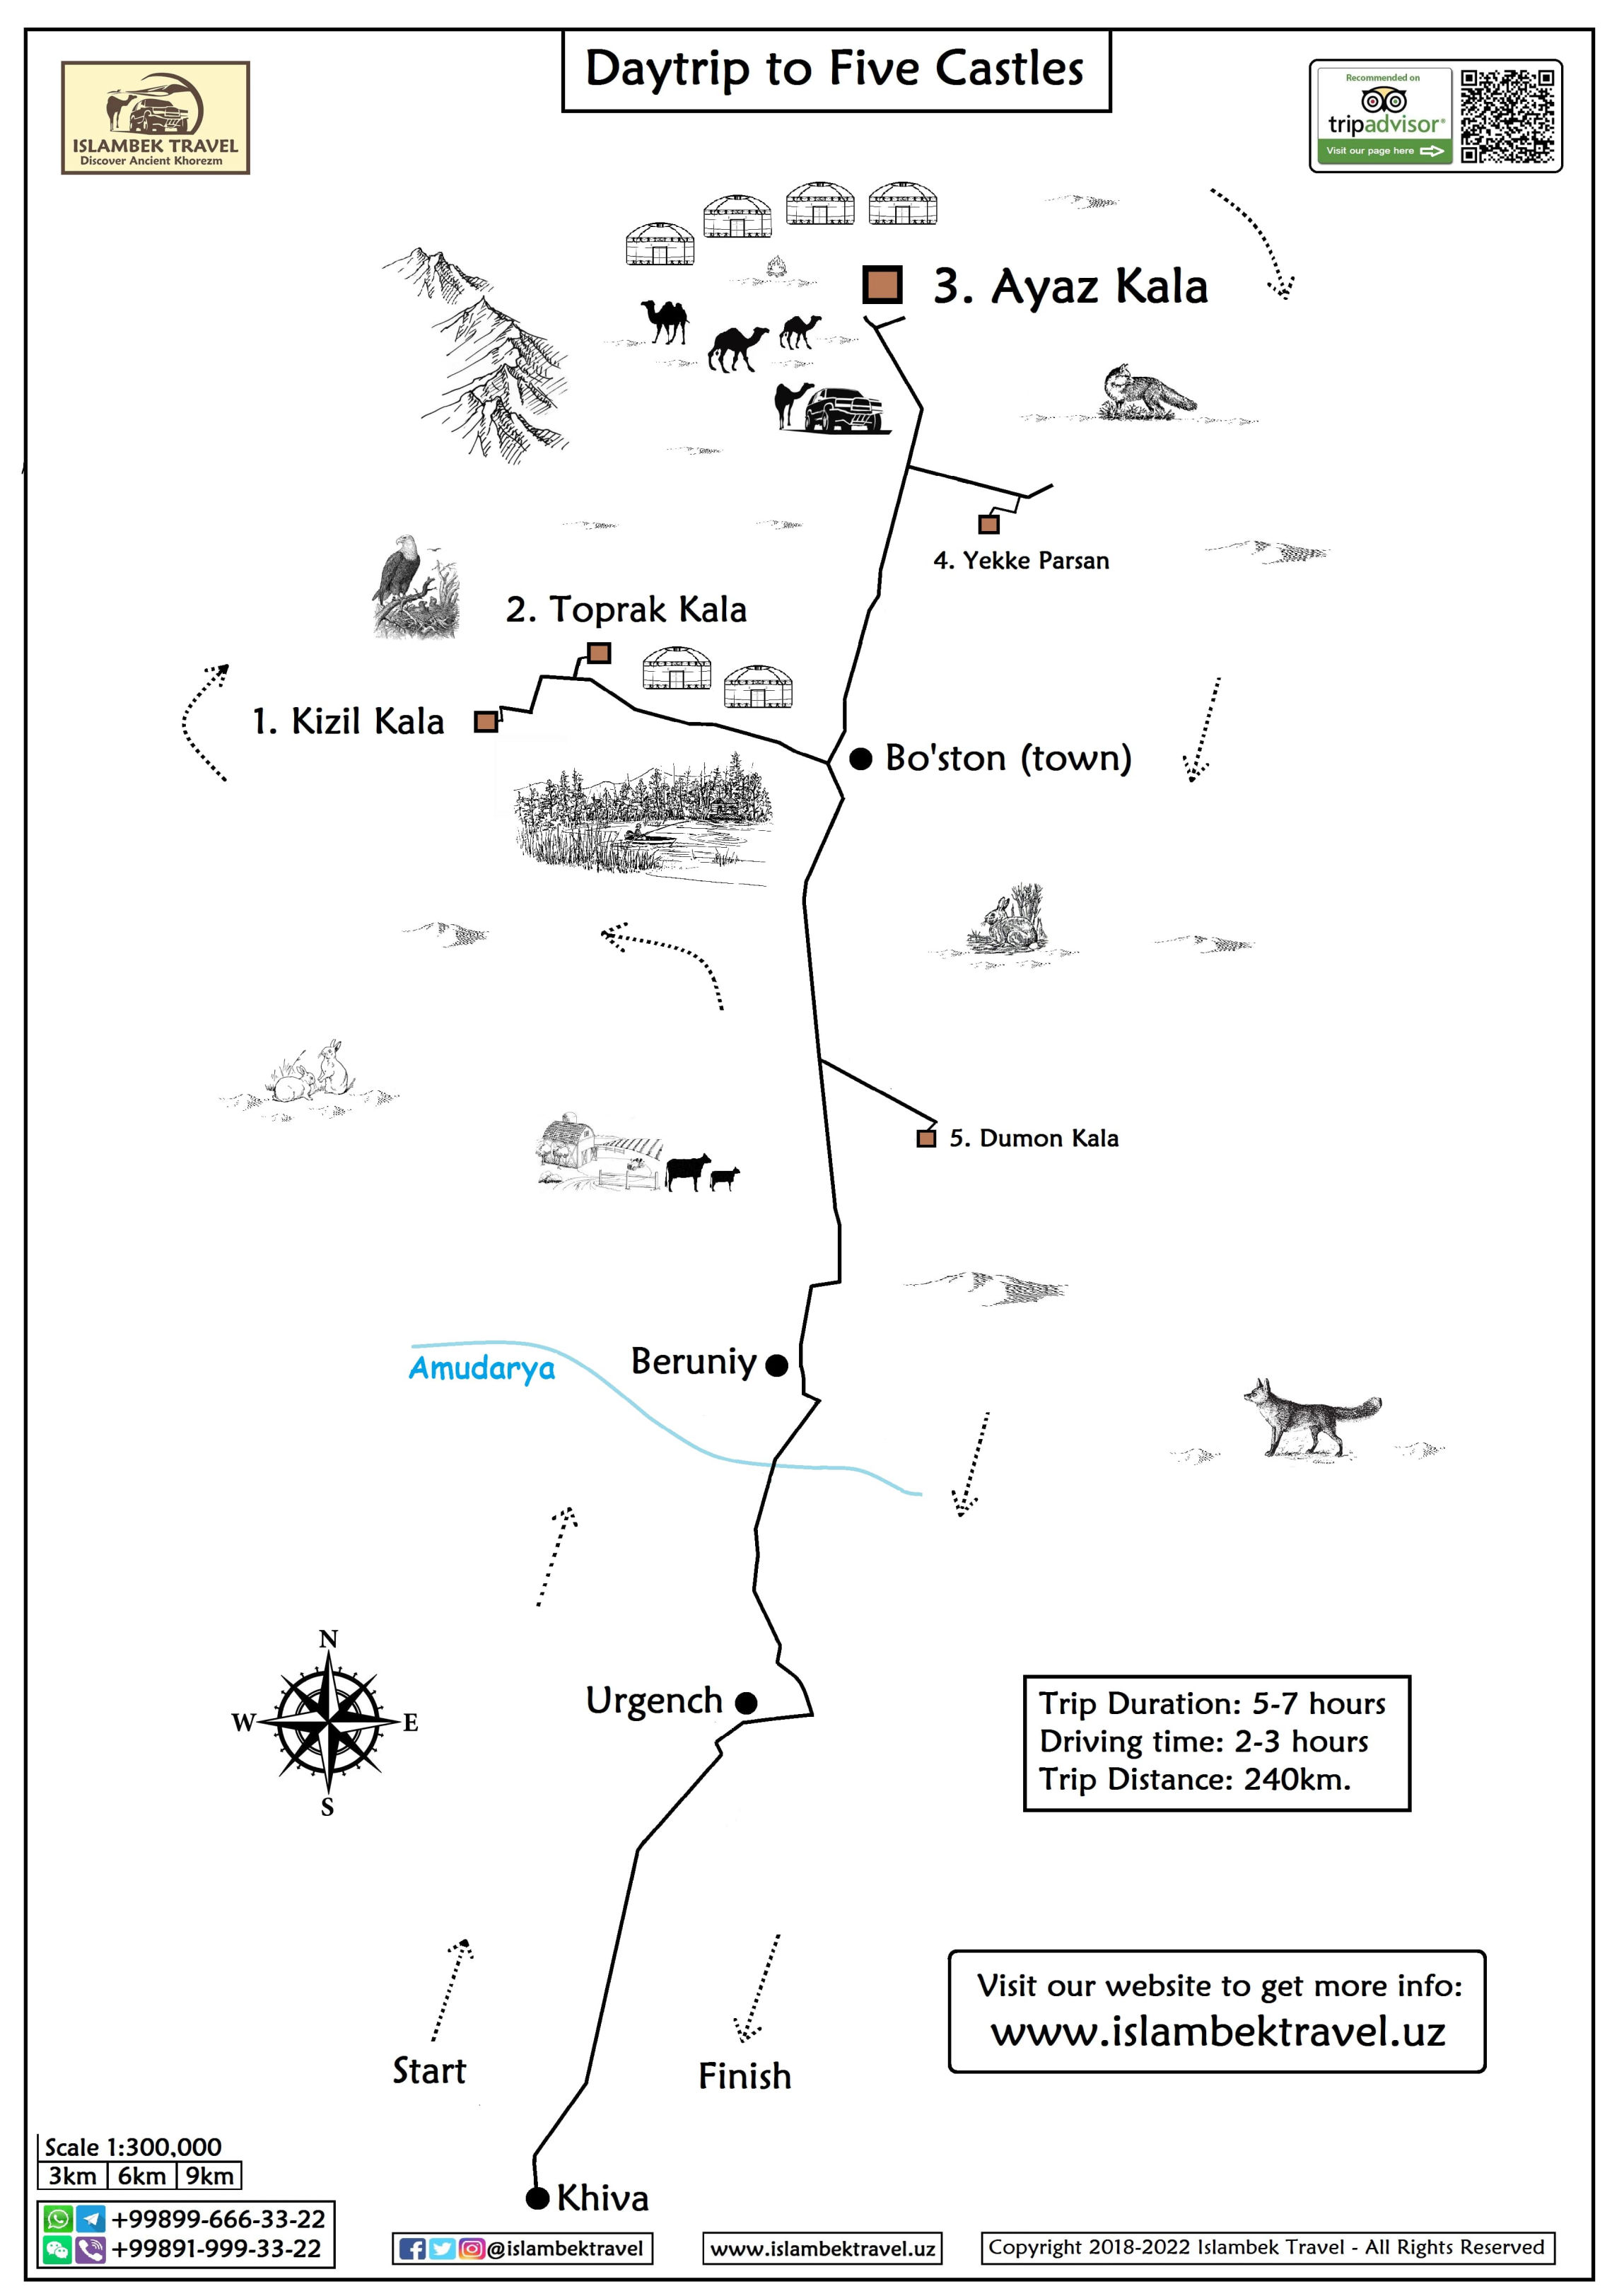 Daytrip to Five Castles
ISLAMBEK TRAVEL
Discover Ancient Khorezm
Recommended on
tripadvisor®
Visit our page here
3. Ayaz Kala
4. Yekke Parsan
2. Toprak Kala
1. Kizil Kala
Bo'ston (town)
5. Dumon Kala
Amudarya
Beruniy
N
W
E
S
Urgench
Trip Duration: 5-7 hours
Driving time: 2-3 hours
Trip Distance: 240km.
Visit our website to get more info:
www.islambektravel.uz
Start
Finish
Scale 1:300,000
3km 6km 9km
Khiva
+99899-666-33-22
+99891-999-33-22
@islambektravel
www.islambektravel.uz
Copyright 2018-2022 Islambek Travel - All Rights Reserved